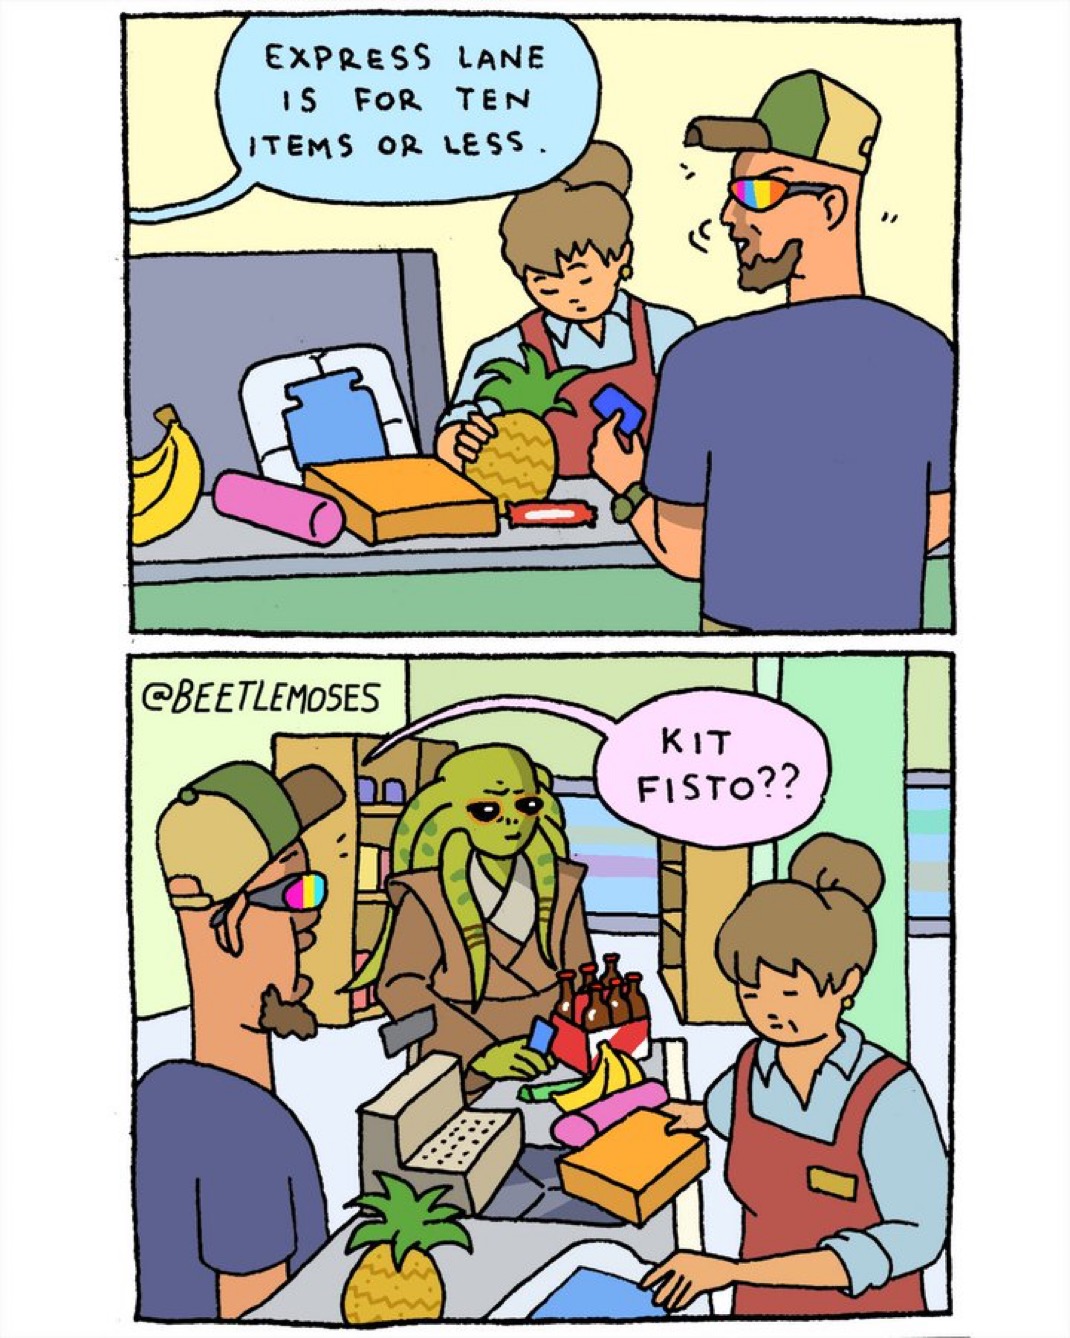 EXPRESS LANE
IS FOR TEN
ITEMS OR LESS.
@BEETLEMOSES
KIT
FISTO??